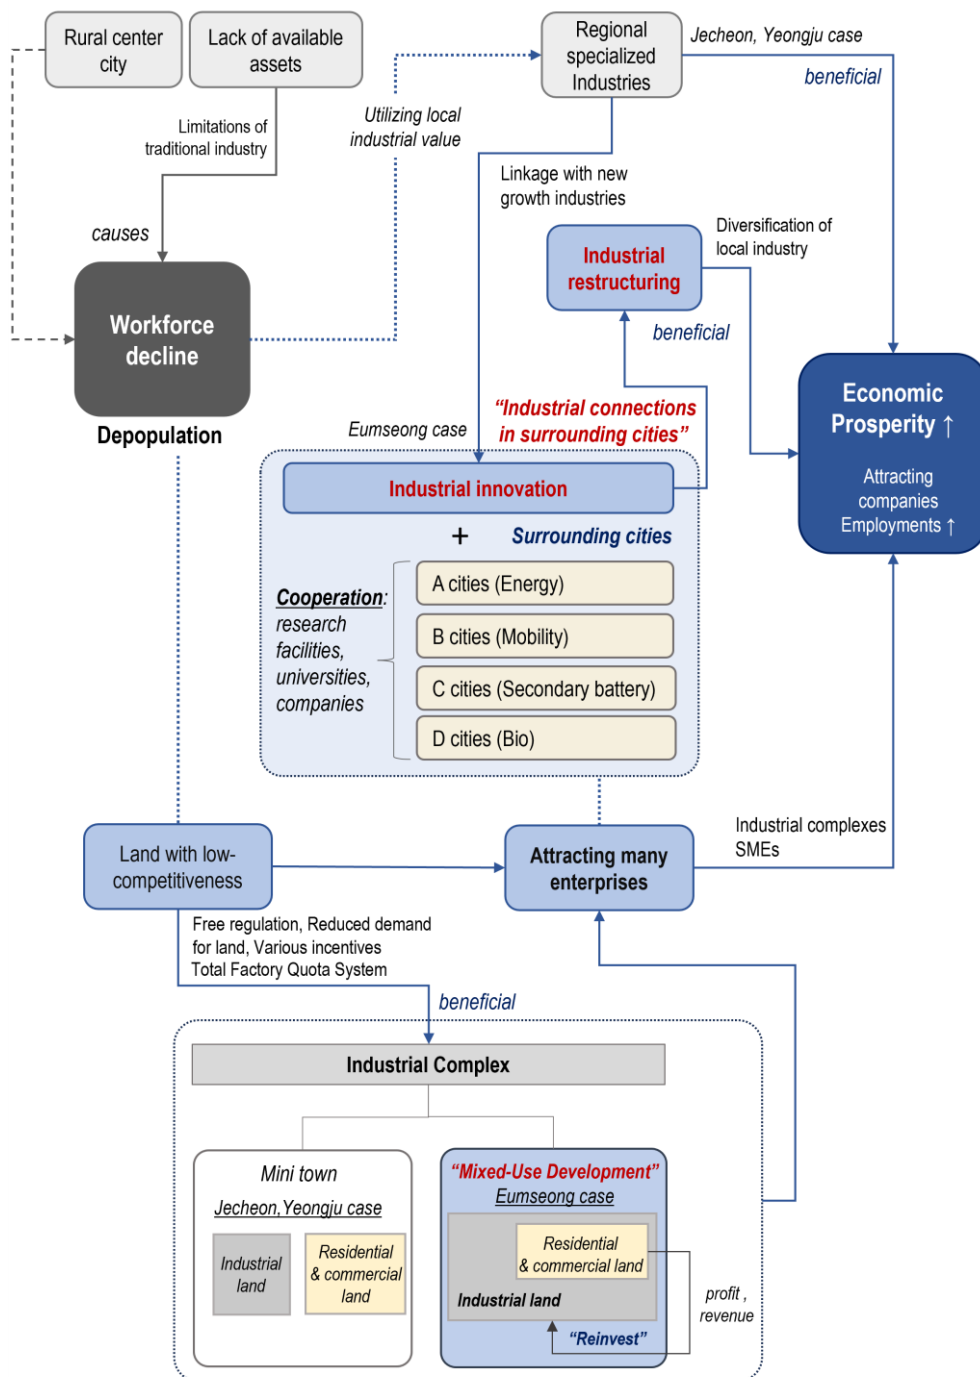 Rural center
city
Lack of available
assets
Regional
specialized
Industries
Jecheon, Yeongju case
beneficial
Limitations of
traditional industry
Utilizing local
industrial value
Linkage with new
growth industries
causes
Workforce
decline
Depopulation
Industrial
restructuring
Diversification of
local industry
beneficial
Economic
Prosperity ↑
Attracting
companies
Employments ↑
“Industrial connections
in surrounding cities”
Eumseong case
Industrial innovation
+
Surrounding cities
Cooperation:
research
facilities,
universities,
companies
A cities (Energy)
B cities (Mobility)
C cities (Secondary battery)
D cities (Bio)
Land with low-
competitiveness
Attracting many
enterprises
Industrial complexes
SMEs
Free regulation, Reduced demand
for land, Various incentives
Total Factory Quota System
beneficial
Industrial Complex
Mini town
Jecheon,Yeongju case
Industrial
land
Residential
& commercial
land
“Mixed-Use Development”
Eumseong case
Residential
& commercial land
Industrial land
“Reinvest”
profit ,
revenue